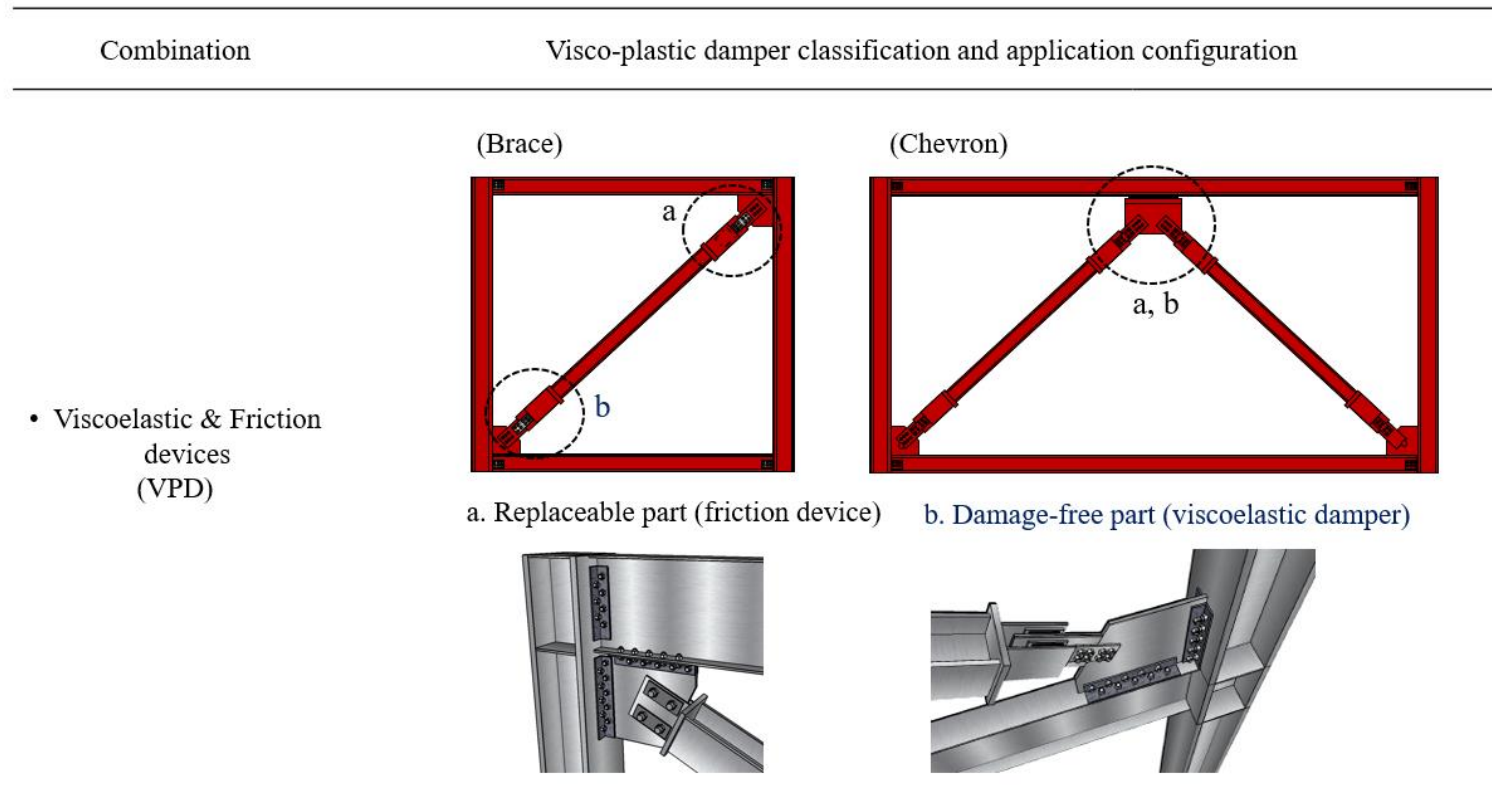 Combination
Visco-plastic damper classification and application configuration
(Brace)
(Chevron)
a
a, b
b
• Viscoelastic & Friction
devices
(VPD)
a. Replaceable part (friction device)
b. Damage-free part (viscoelastic damper)